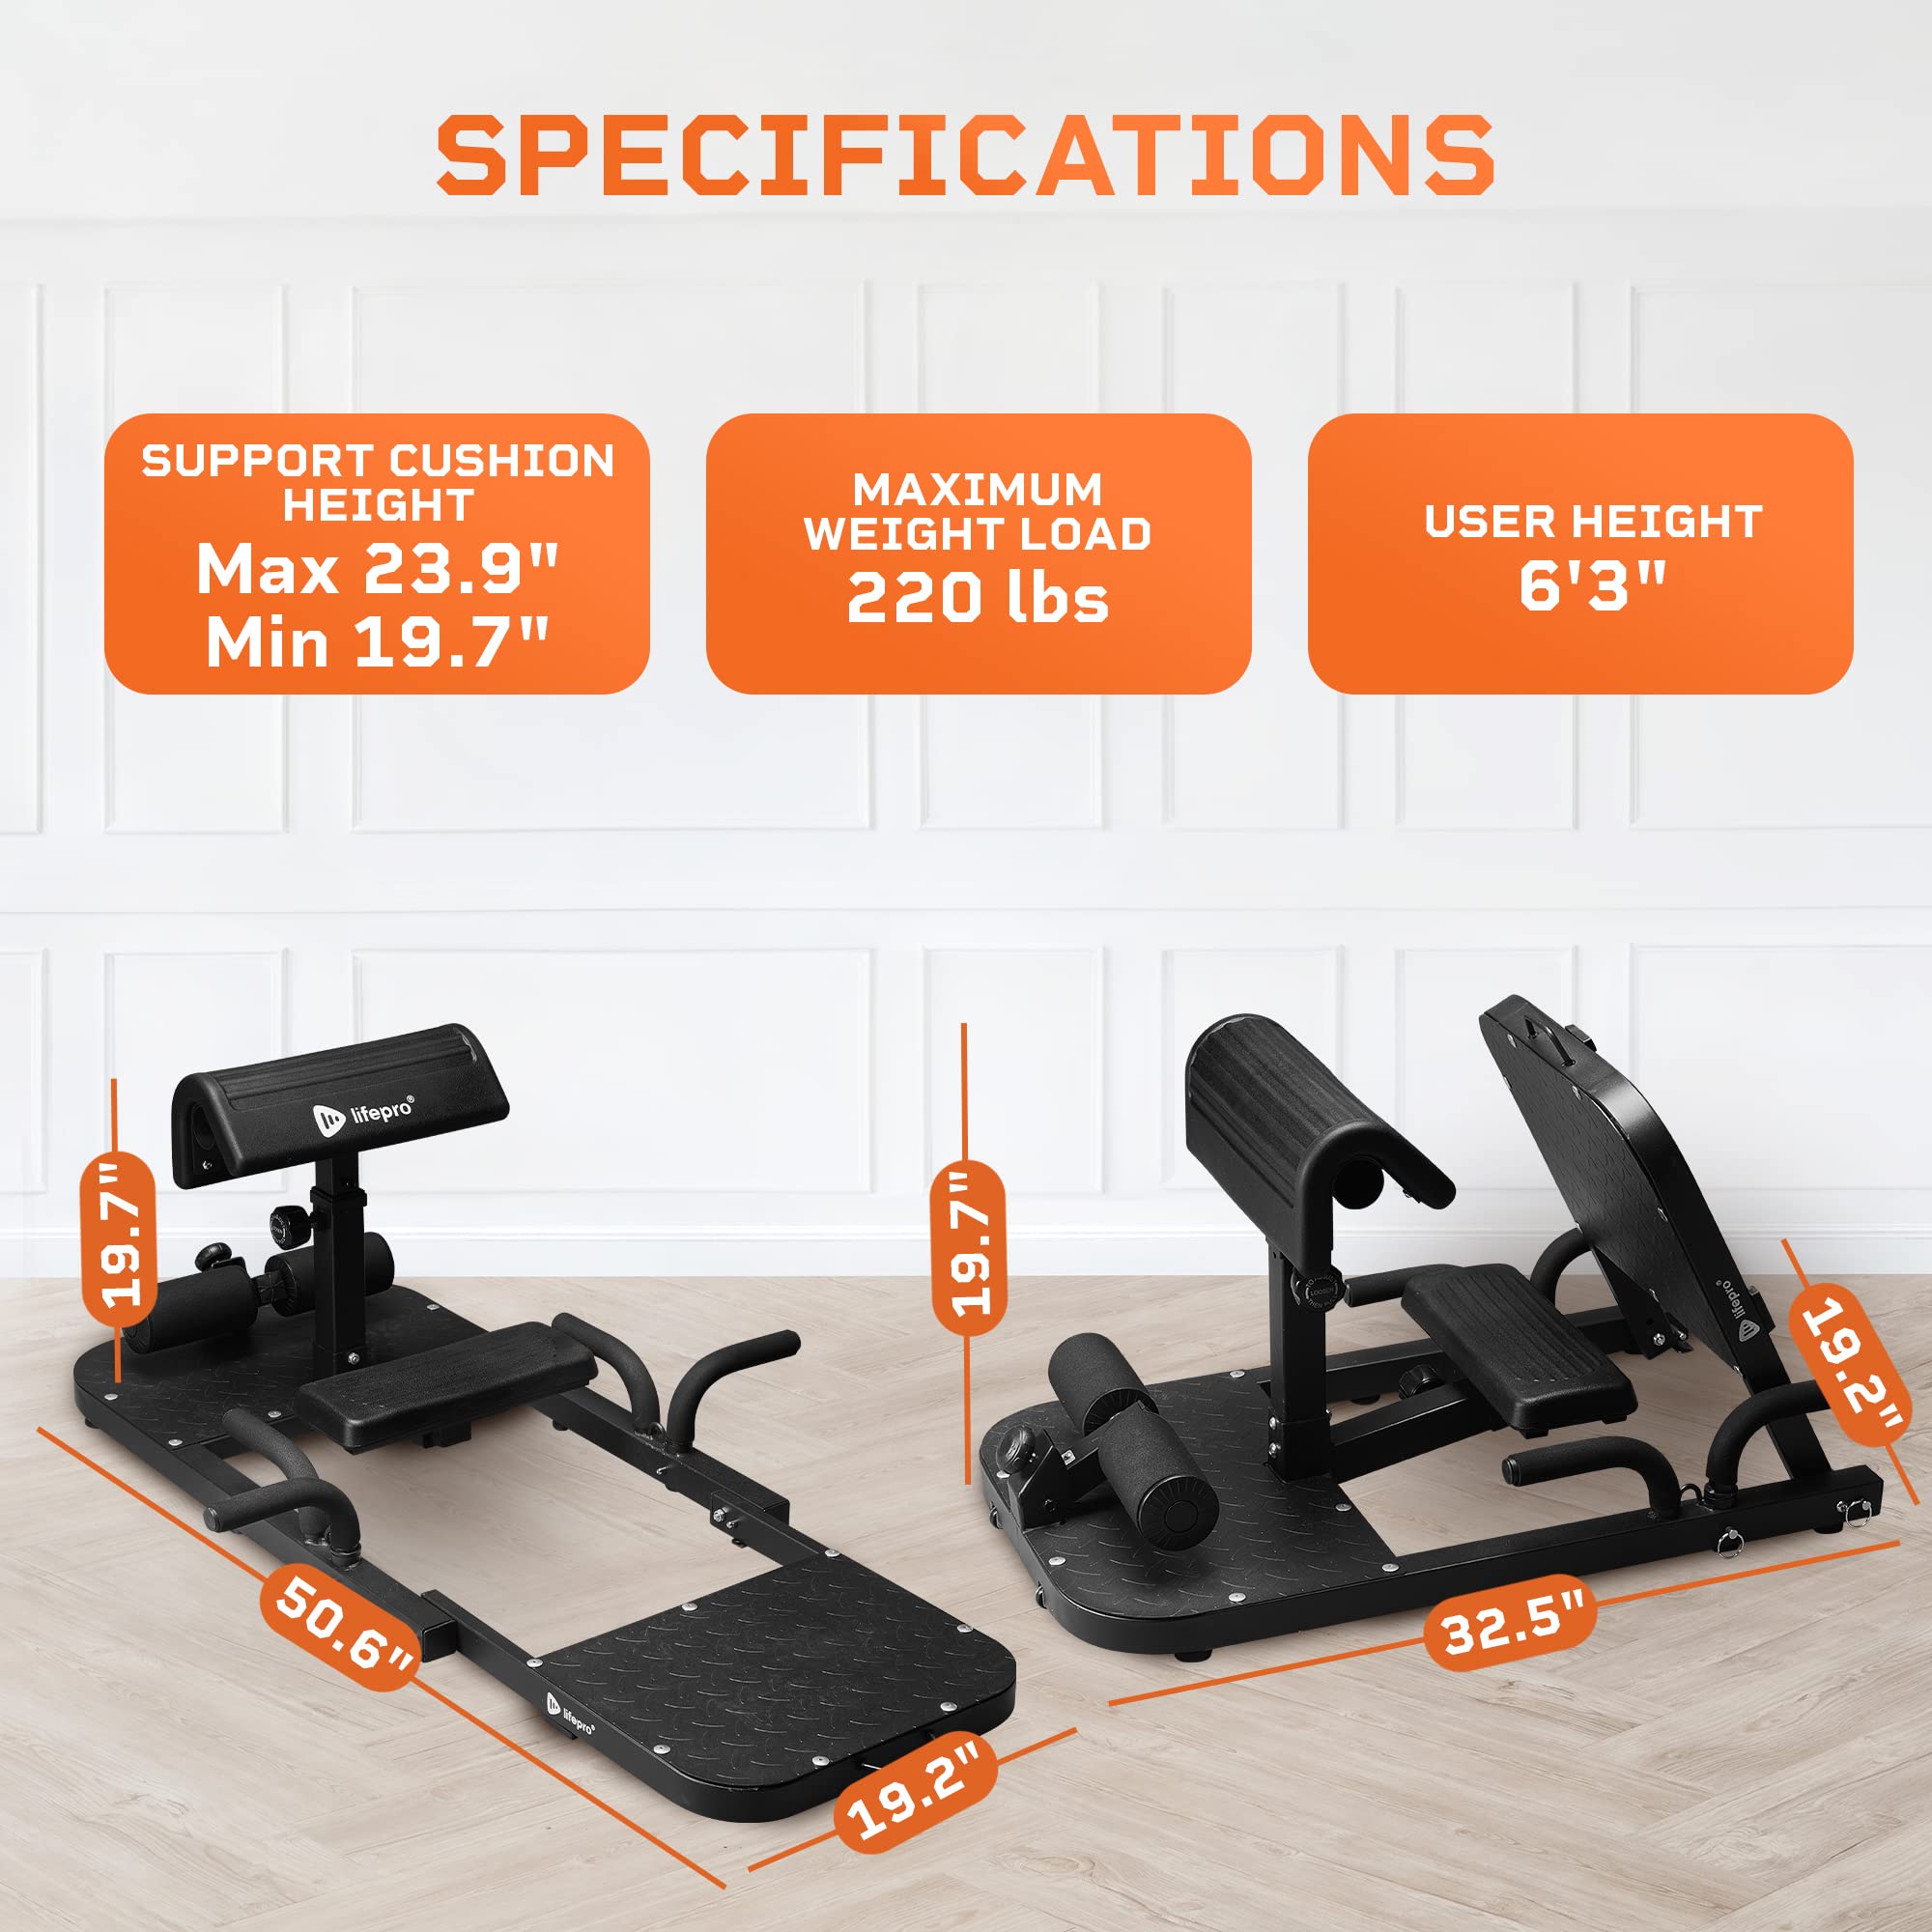 SPECIFICATIONS
SUPPORT CUSHION
HEIGHT
Max 23.9"
Min 19.7"
MAXIMUM
WEIGHT LOAD
220 lbs
USER HEIGHT
6'3"
lifepro®
19.7"
50.6"
lifepro®
19.2"
19.7"
lifepro®
19.2"
32.5"